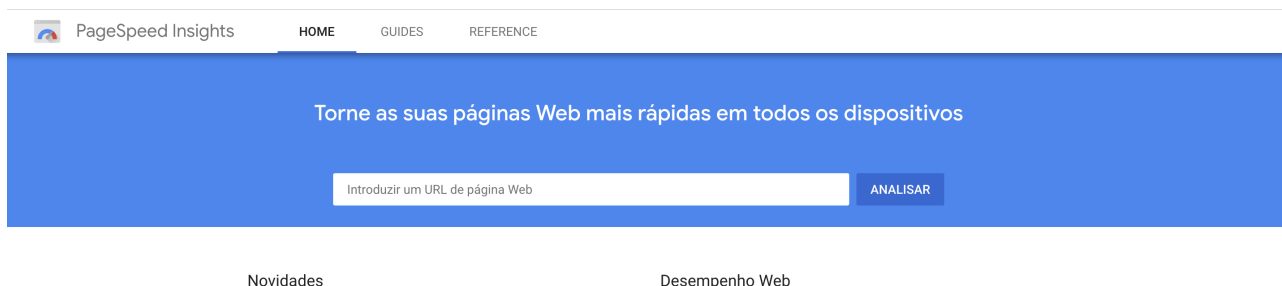 PageSpeed Insights HOME GUIDES REFERENCE
Torne as suas páginas Web mais rápidas em todos os dispositivos
Introduzir um URL de página Web ANALISAR
Novidades Desempenho Web